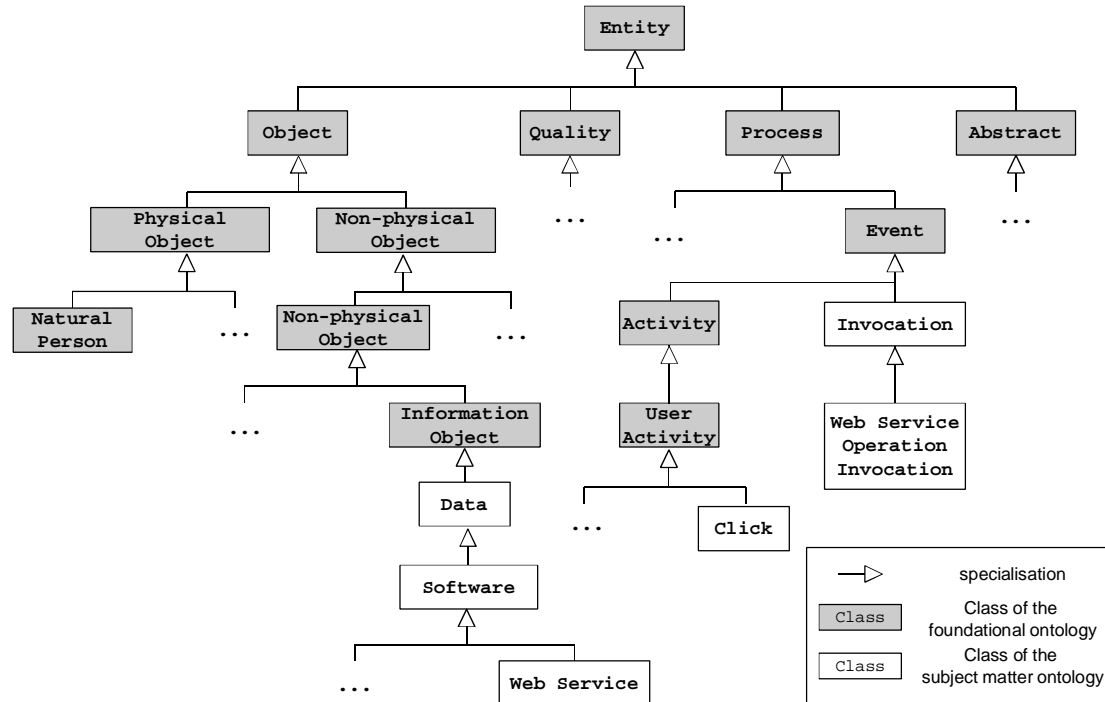 Entity
Object
Quality
Process
Abstract
Physical
Object
Non-physical
Object
...
...
...
Event
Natural
Person
...
Non-physical
Object
...
Activity
Invocation
...
Information
Object
User
Activity
Web Service
Operation
Invocation
Data
...
Click
Software
...
Web Service
specialisation
Class
Class of the
foundational ontology
Class
Class of the
subject matter ontology